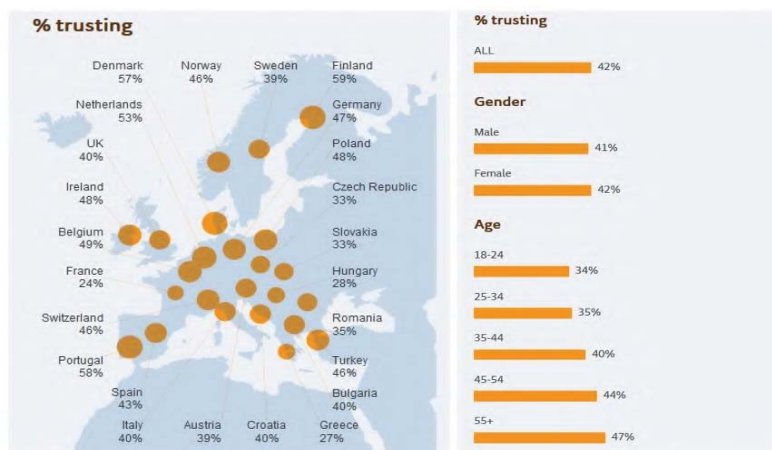 % trusting
Denmark
57%
Norway
46%
Sweden
39%
Finland
59%
Netherlands
53%
Germany
47%
UK
40%
Poland
48%
Ireland
48%
Czech Republic
33%
Belgium
49%
Slovakia
33%
France
24%
Hungary
28%
Switzerland
46%
Romania
35%
Portugal
58%
Turkey
46%
Spain
43%
Bulgaria
40%
Italy
40%
Austria
39%
Croatia
40%
Greece
27%
% trusting
ALL
42%
Gender
Male
41%
Female
42%
Age
18-24
34%
25-34
35%
35-44
40%
45-54
44%
55+
47%